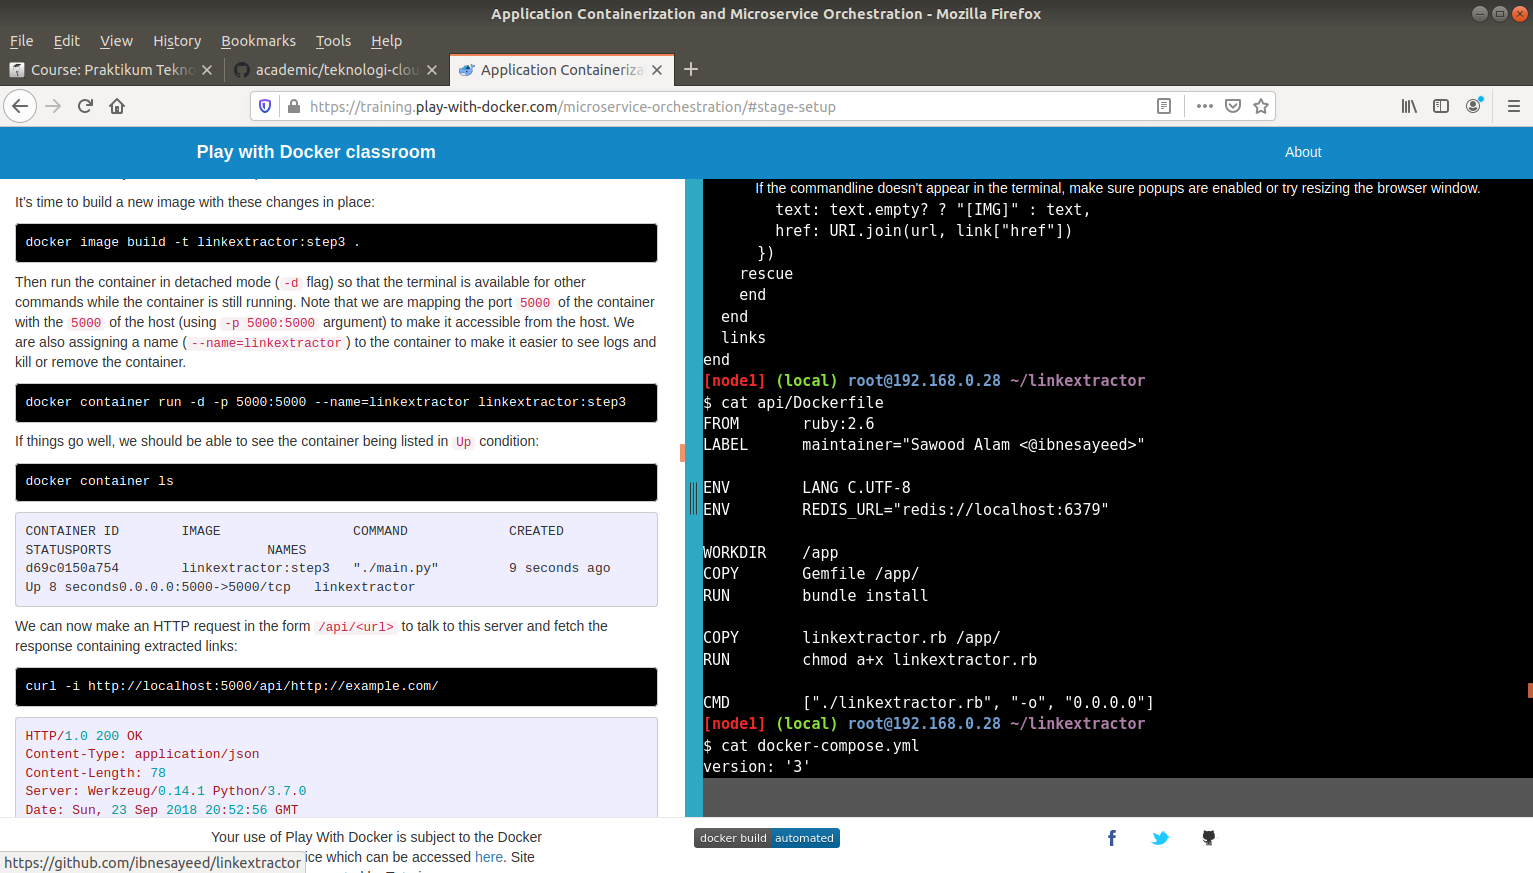 Application Containerization and Microservice Orchestration - Mozilla Firefox
File Edit View History Bookmarks Tools Help
Course: Praktikum Tekno
academic/teknologi-clou
Application Containeriza
https://training.play-with-docker.com/microservice-orchestration/#stage-setup
Play with Docker classroom
About
It's time to build a new image with these changes in place:
docker image build -t linkextractor:step3 .
Then run the container in detached mode ( -d flag) so that the terminal is available for other
commands while the container is still running. Note that we are mapping the port 5000 of the container
with the 5000 of the host (using -p 5000:5000 argument) to make it accessible from the host. We
are also assigning a name ( --name=linkextractor ) to the container to make it easier to see logs and
kill or remove the container.
docker container run -d -p 5000:5000 --name=linkextractor linkextractor:step3
If things go well, we should be able to see the container being listed in Up condition:
docker container ls
CONTAINER ID IMAGE COMMAND CREATED
STATUSPORTS NAMES
d69c0150a754 linkextractor:step3 "./main.py" 9 seconds ago
Up 8 seconds0.0.0.0:5000->5000/tcp linkextractor
We can now make an HTTP request in the form /api/<url> to talk to this server and fetch the
response containing extracted links:
curl -i http://localhost:5000/api/http://example.com/
HTTP/1.0 200 OK
Content-Type: application/json
Content-Length: 78
Server: Werkzeug/0.14.1 Python/3.7.0
Date: Sun, 23 Sep 2018 20:52:56 GMT
If the commandline doesn't appear in the terminal, make sure popups are enabled or try resizing the browser window.
text: text.empty? ? "[IMG]" : text,
href: URI.join(url, link["href"])
})
rescue
end
end
links
end
[node1] (local) root@192.168.0.28 ~/linkextractor
$ cat api/Dockerfile
FROM ruby:2.6
LABEL maintainer="Sawood Alam <@ibnesayeed>"
ENV LANG C.UTF-8
ENV REDIS_URL="redis://localhost:6379"
WORKDIR /app
COPY Gemfile /app/
RUN bundle install
COPY linkextractor.rb /app/
RUN chmod a+x linkextractor.rb
CMD ["./linkextractor.rb", "-o", "0.0.0.0"]
[node1] (local) root@192.168.0.28 ~/linkextractor
$ cat docker-compose.yml
version: '3'
Your use of Play With Docker is subject to the Docker
ice which can be accessed here. Site
docker build automated
https://github.com/ibnesayeed/linkextractor